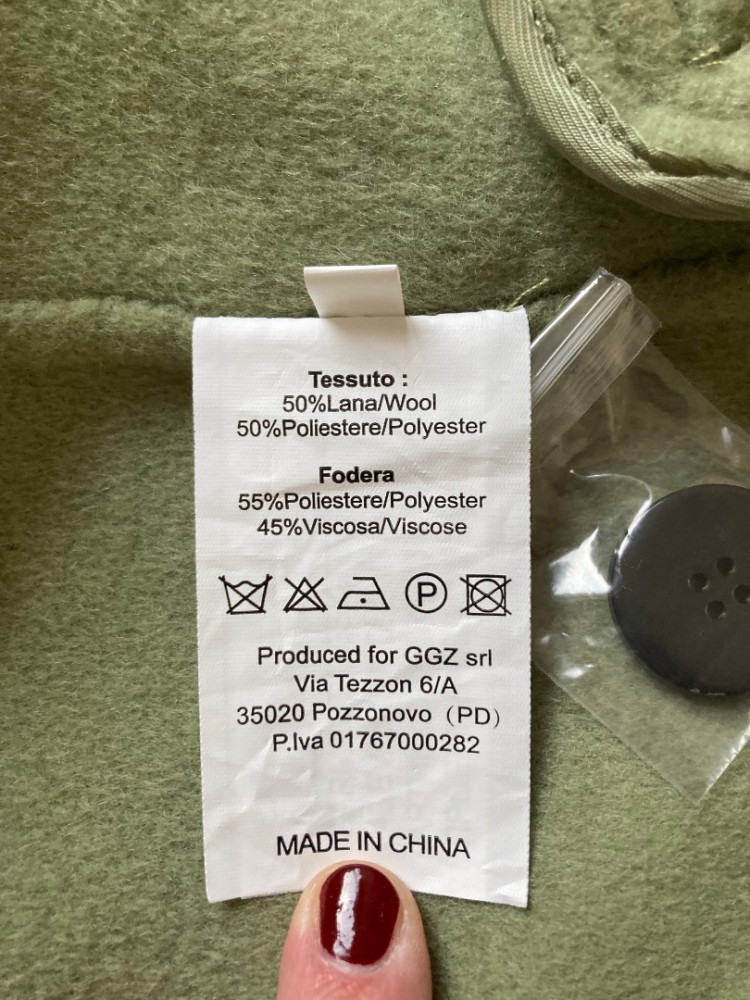 Tessuto :
50%Lana/Wool
50%Poliestere/Polyester
Fodera
55%Poliestere/Polyester
45%Viscosa/Viscose
P
Produced for GGZ srl
Via Tezzon 6/A
35020 Pozzonovo（PD）
P.Iva 01767000282
MADE IN CHINA